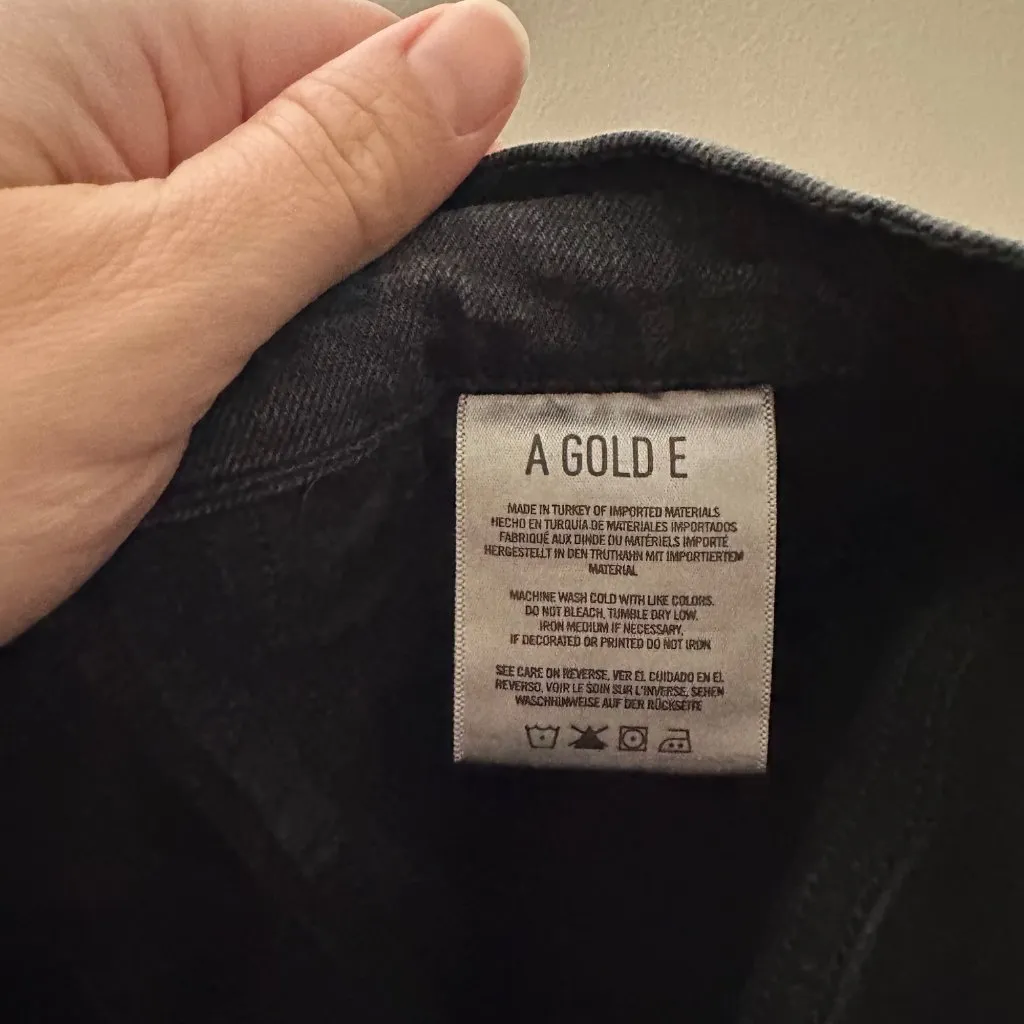 A GOLD E
MADE IN TURKEY OF IMPORTED MATERIALS
HECHO EN TURQUIA DE MATERIALES IMPORTADOS
FABRIQUÉ AUX DINDE OU MATÉRIELS IMPORTÉ
HERGESTELLT IN DEN TRUTHAHN MIT IMPORTIERTEM
MATERIAL
MACHINE WASH COLD WITH LIKE COLORS.
DO NOT BLEACH, TUMBLE DRY LOW.
IRON MEDIUM IF NECESSARY,
IF DECORATED OR PRINTED DO NOT IRON
SEE CARE ON REVERSE, VER EL CUIDADO EN EL
REVERSO, VOIR LE SOIN SUR L'INVERSE, SEHEN
WASCHHINWEISE AUF DER RÜCKSEITE